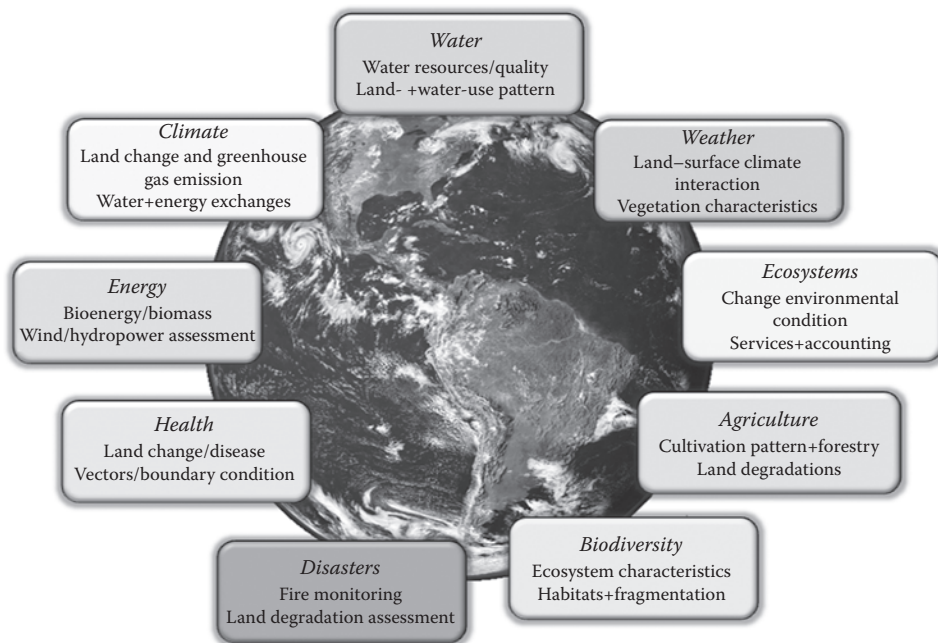 Water
Water resources/quality
Land- +water-use pattern
Climate
Land change and greenhouse
gas emission
Water+energy exchanges
Weather
Land–surface climate
interaction
Vegetation characteristics
Energy
Bioenergy/biomass
Wind/hydropower assessment
Ecosystems
Change environmental
condition
Services+accounting
Health
Land change/disease
Vectors/boundary condition
Agriculture
Cultivation pattern+forestry
Land degradations
Disasters
Fire monitoring
Land degradation assessment
Biodiversity
Ecosystem characteristics
Habitats+fragmentation